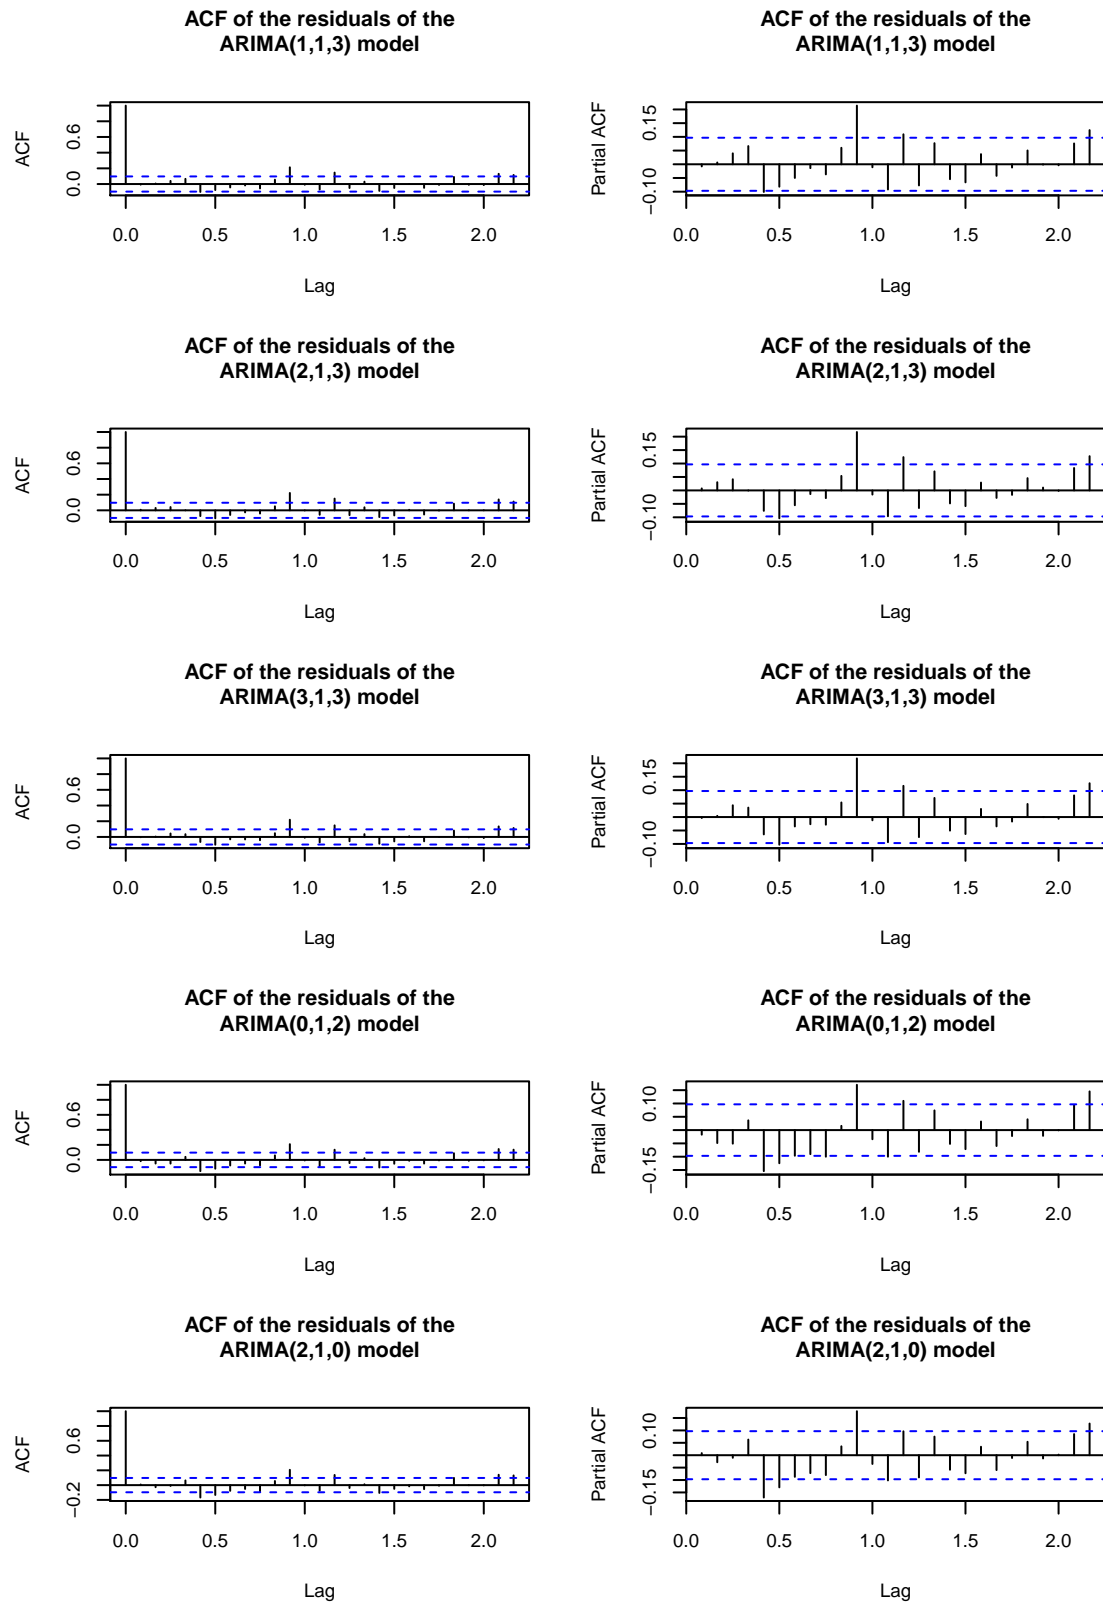 ACF of the residuals of the
ARIMA(1,1,3) model
ACF
0.0 0.6
0.0 0.5 1.0 1.5 2.0
Lag
ACF of the residuals of the
ARIMA(1,1,3) model
Partial ACF
−0.10 0.15
0.0 0.5 1.0 1.5 2.0
Lag
ACF of the residuals of the
ARIMA(2,1,3) model
ACF
0.0 0.6
0.0 0.5 1.0 1.5 2.0
Lag
ACF of the residuals of the
ARIMA(2,1,3) model
Partial ACF
−0.10 0.15
0.0 0.5 1.0 1.5 2.0
Lag
ACF of the residuals of the
ARIMA(3,1,3) model
ACF
0.0 0.6
0.0 0.5 1.0 1.5 2.0
Lag
ACF of the residuals of the
ARIMA(3,1,3) model
Partial ACF
−0.10 0.15
0.0 0.5 1.0 1.5 2.0
Lag
ACF of the residuals of the
ARIMA(0,1,2) model
ACF
0.0 0.6
0.0 0.5 1.0 1.5 2.0
Lag
ACF of the residuals of the
ARIMA(0,1,2) model
Partial ACF
−0.15 0.10
0.0 0.5 1.0 1.5 2.0
Lag
ACF of the residuals of the
ARIMA(2,1,0) model
ACF
−0.2 0.6
0.0 0.5 1.0 1.5 2.0
Lag
ACF of the residuals of the
ARIMA(2,1,0) model
Partial ACF
−0.15 0.10
0.0 0.5 1.0 1.5 2.0
Lag